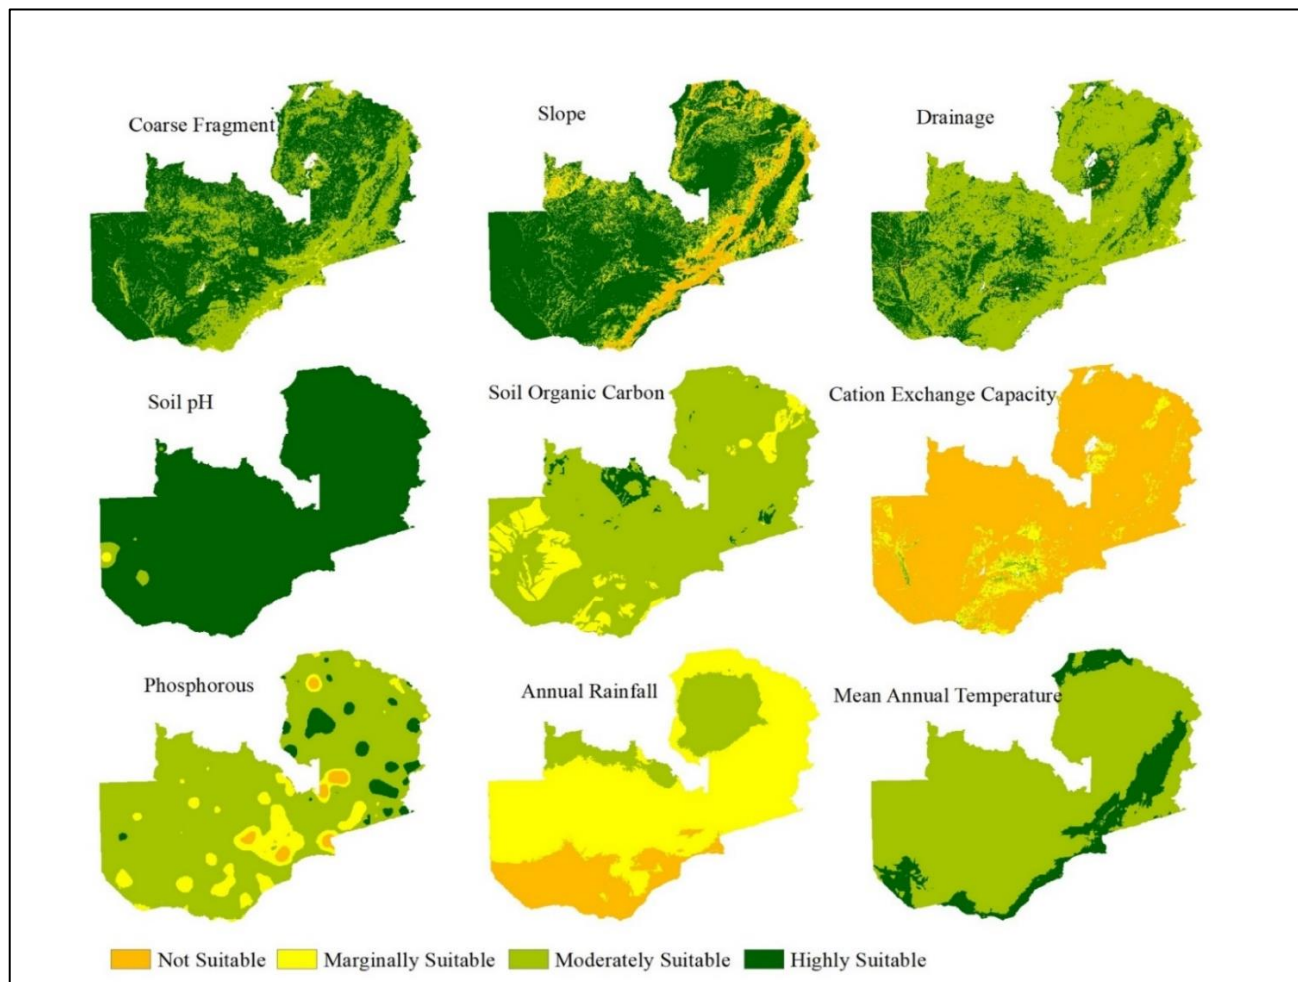 Coarse Fragment
Slope
Drainage
Soil pH
Soil Organic Carbon
Cation Exchange Capacity
Phosphorous
Annual Rainfall
Mean Annual Temperature
Not Suitable
Marginally Suitable
Moderately Suitable
Highly Suitable